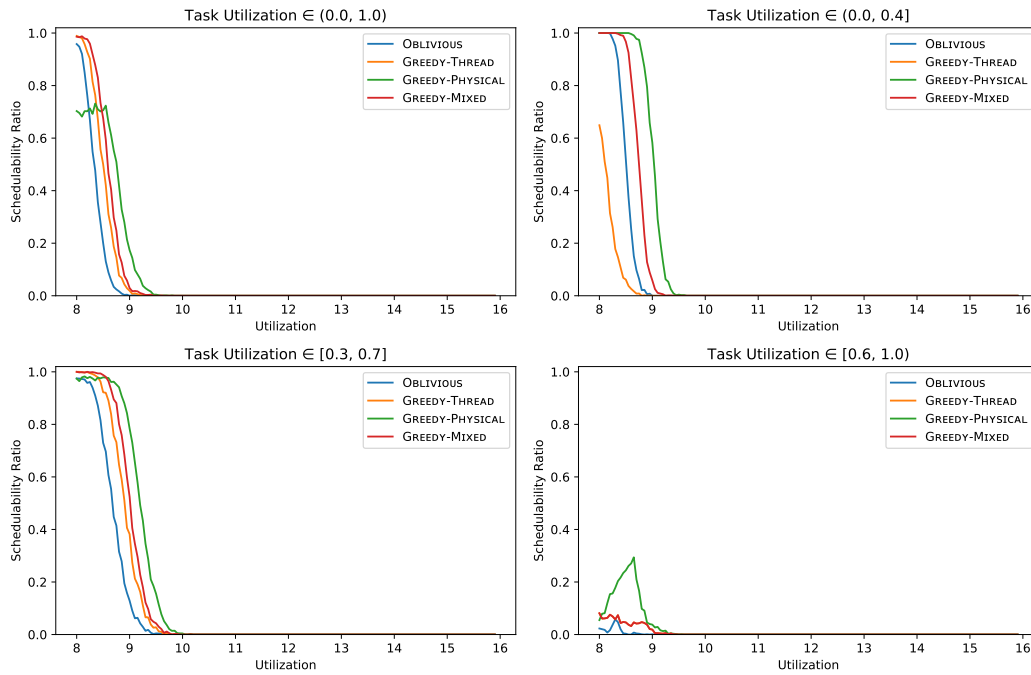 Task Utilization ∈ (0.0, 1.0)
Schedulability Ratio
1.0
0.8
0.6
0.4
0.2
0.0
OBLIVIOUS
GREEDY-THREAD
GREEDY-PHYSICAL
GREEDY-MIXED
8 9 10 11 12 13 14 15 16
Utilization
Task Utilization ∈ (0.0, 0.4]
Schedulability Ratio
1.0
0.8
0.6
0.4
0.2
0.0
OBLIVIOUS
GREEDY-THREAD
GREEDY-PHYSICAL
GREEDY-MIXED
8 9 10 11 12 13 14 15 16
Utilization
Task Utilization ∈ [0.3, 0.7]
Schedulability Ratio
1.0
0.8
0.6
0.4
0.2
0.0
OBLIVIOUS
GREEDY-THREAD
GREEDY-PHYSICAL
GREEDY-MIXED
8 9 10 11 12 13 14 15 16
Utilization
Task Utilization ∈ [0.6, 1.0)
Schedulability Ratio
1.0
0.8
0.6
0.4
0.2
0.0
OBLIVIOUS
GREEDY-THREAD
GREEDY-PHYSICAL
GREEDY-MIXED
8 9 10 11 12 13 14 15 16
Utilization